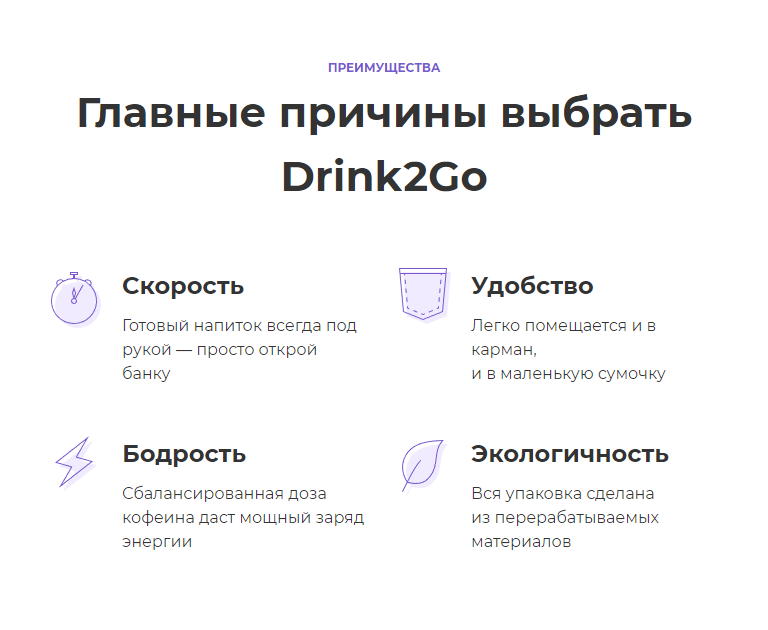 ПРЕИМУЩЕСТВА
Главные причины выбрать
Drink2Go
Скорость
Готовый напиток всегда под
рукой — просто открой
банку
Удобство
Легко помещается и в
карман,
и в маленькую сумочку
Бодрость
Сбалансированная доза
кофеина даст мощный заряд
энергии
Экологичность
Вся упаковка сделана
из перерабатываемых
материалов